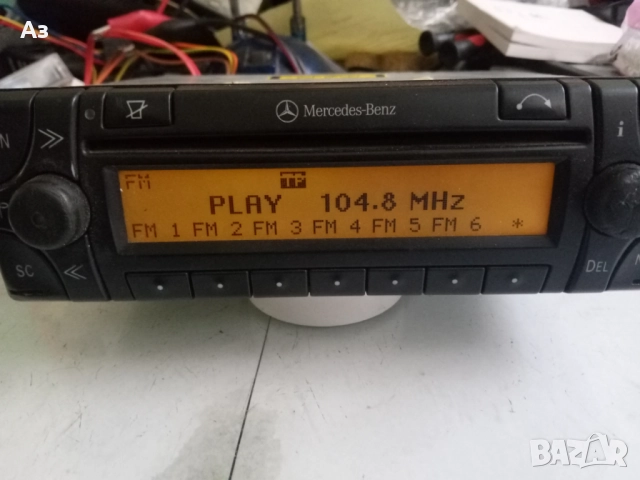 Aз
Mercedes-Benz
N
i
FM TP
PLAY 104.8 MHz
FM 1 FM 2 FM 3 FM 4 FM 5 FM 6 *
SC
DEL
BAZAR